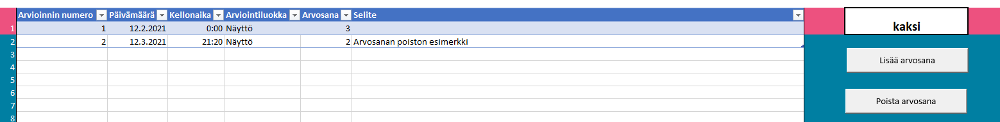 Arvioinnin numero Päivämäärä Kellonaika Arviointiluokka Arvosana Selite
1 1 12.2.2021 0:00 Näyttö 3
kaksi
2 2 12.3.2021 21:20 Näyttö 2 Arvosanan poiston esimerkki
3
Lisää arvosana
4
5
6
7
Poista arvosana
8